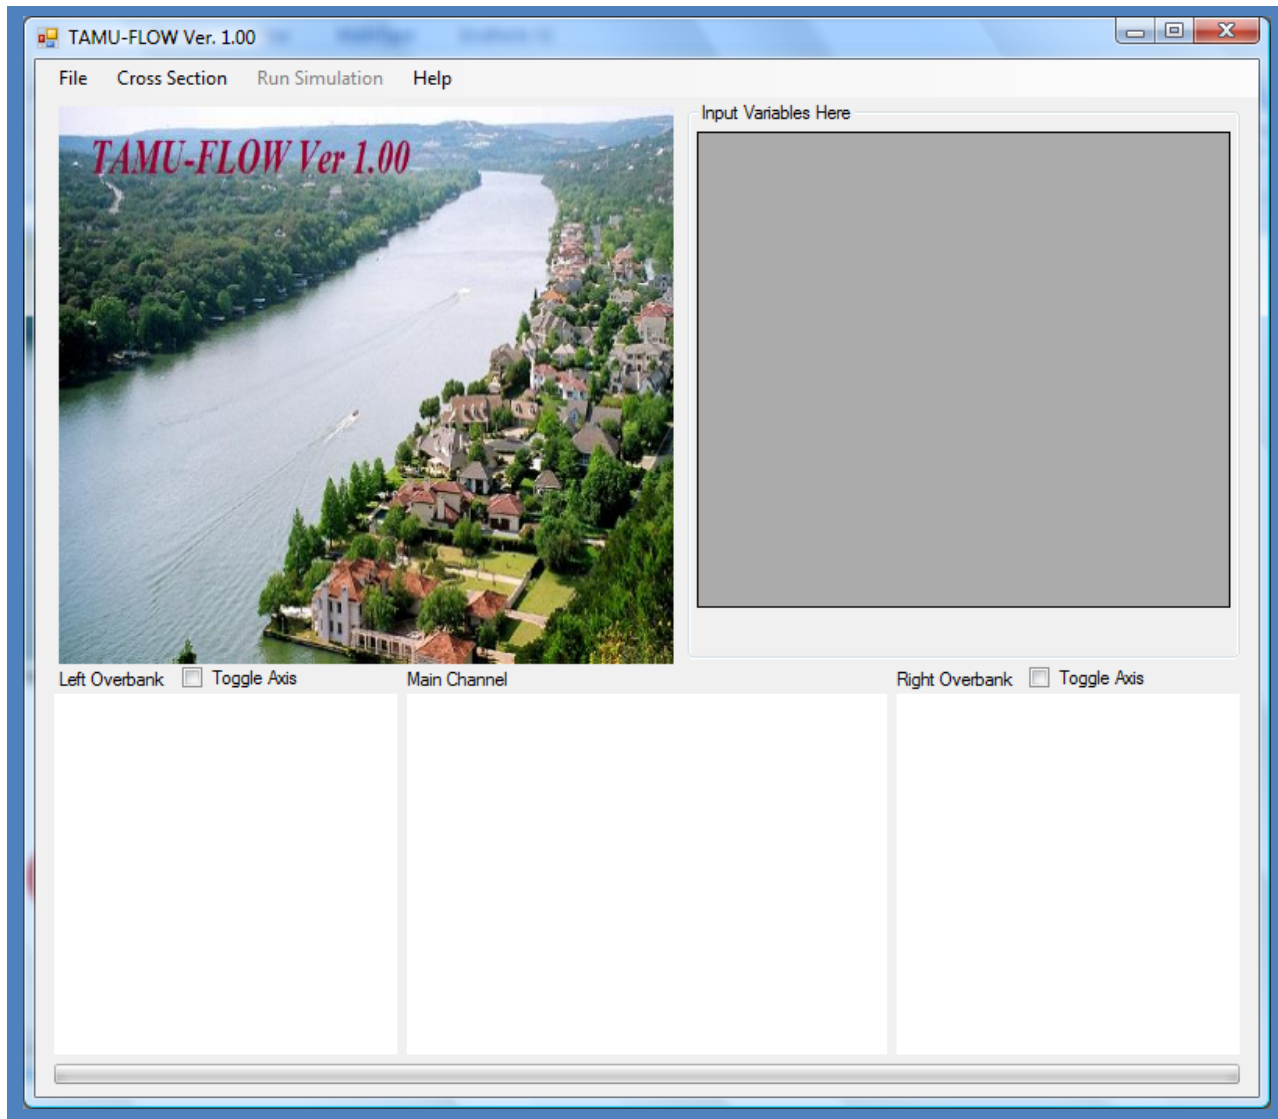 TAMU-FLOW Ver. 1.00
File Cross Section Run Simulation Help
TAMU-FLOW Ver 1.00
Input Variables Here
Left Overbank Toggle Axis
Main Channel
Right Overbank Toggle Axis